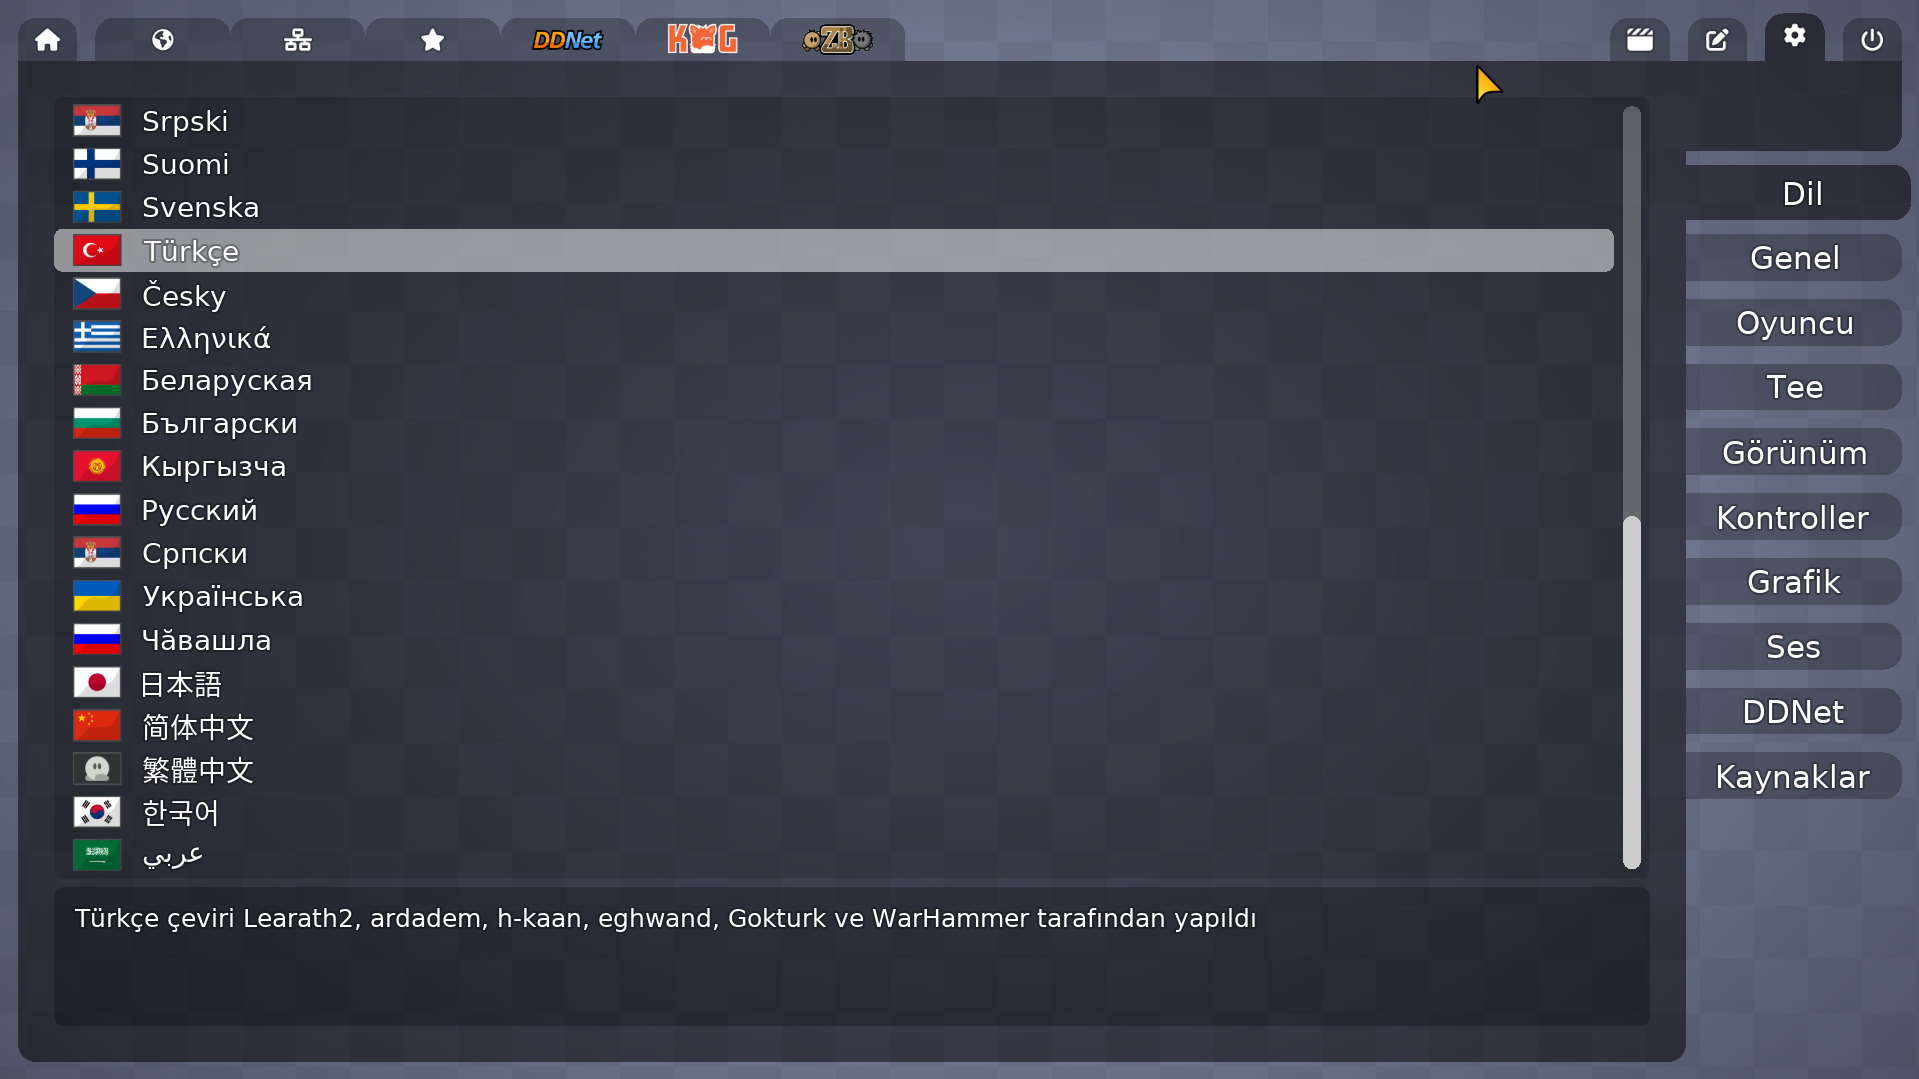 DDNet
KOG
ZB
Srpski
Suomi
Svenska
Türkçe
Česky
Ελληνικά
Беларуская
Български
Кыргызча
Русский
Српски
Українська
Чӑвашла
日本語
简体中文
繁體中文
한국어
عربي
Dil
Genel
Oyuncu
Tee
Görünüm
Kontroller
Grafik
Ses
DDNet
Kaynaklar
Türkçe çeviri Learath2, ardadem, h-kaan, eghwand, Gokturk ve WarHammer tarafından yapıldı